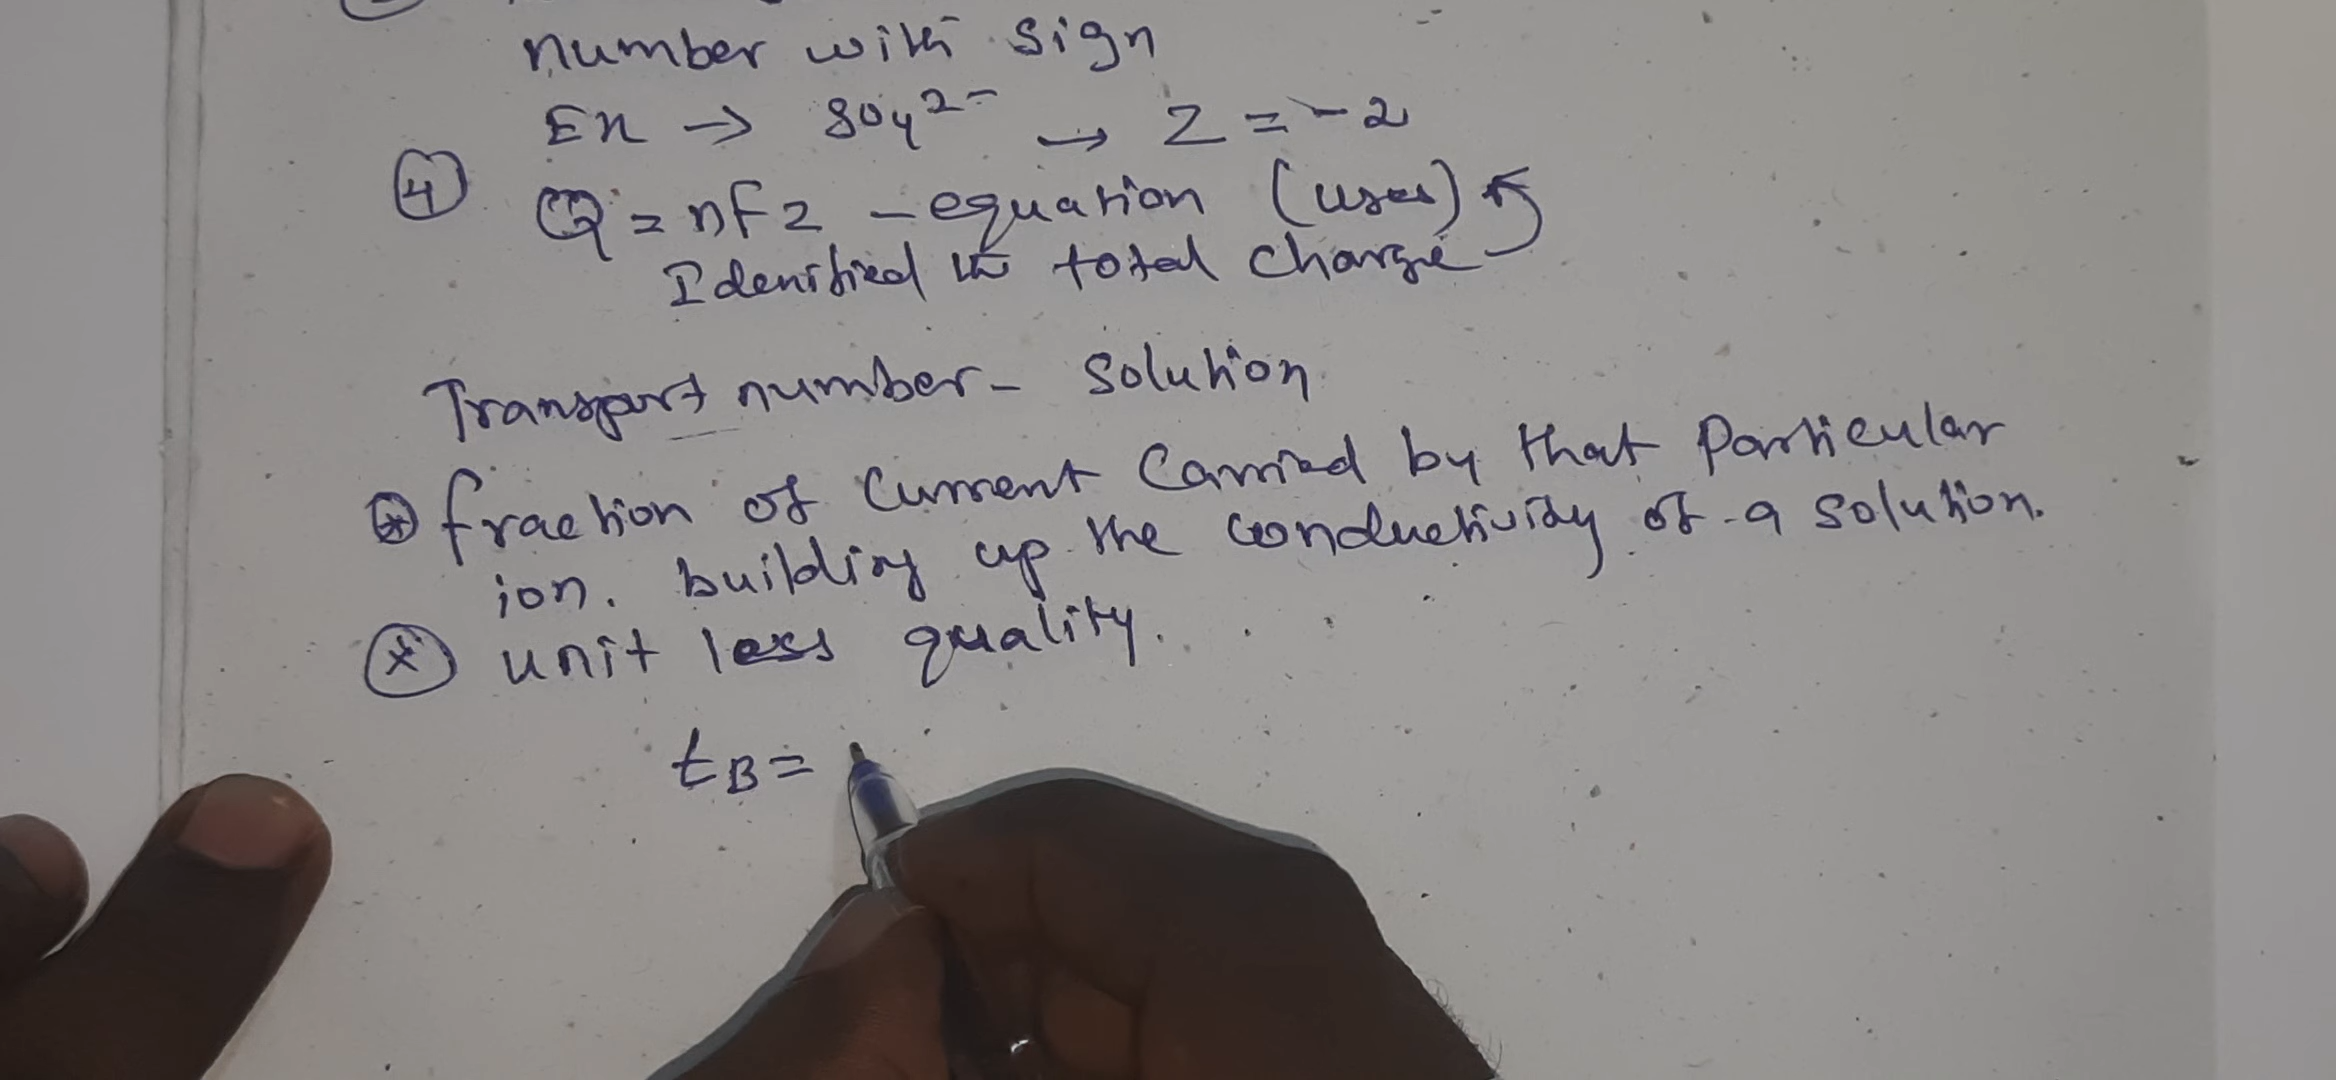 number with sign
Ex → SO4 2- → Z = -2
④ Q = nFz - equation (uses)
Identified the total charge
Transport number - Solution
⊛ fraction of current carried by that particular
ion. building up the conductivity of a solution.
⊛ unit less quality.
tB =